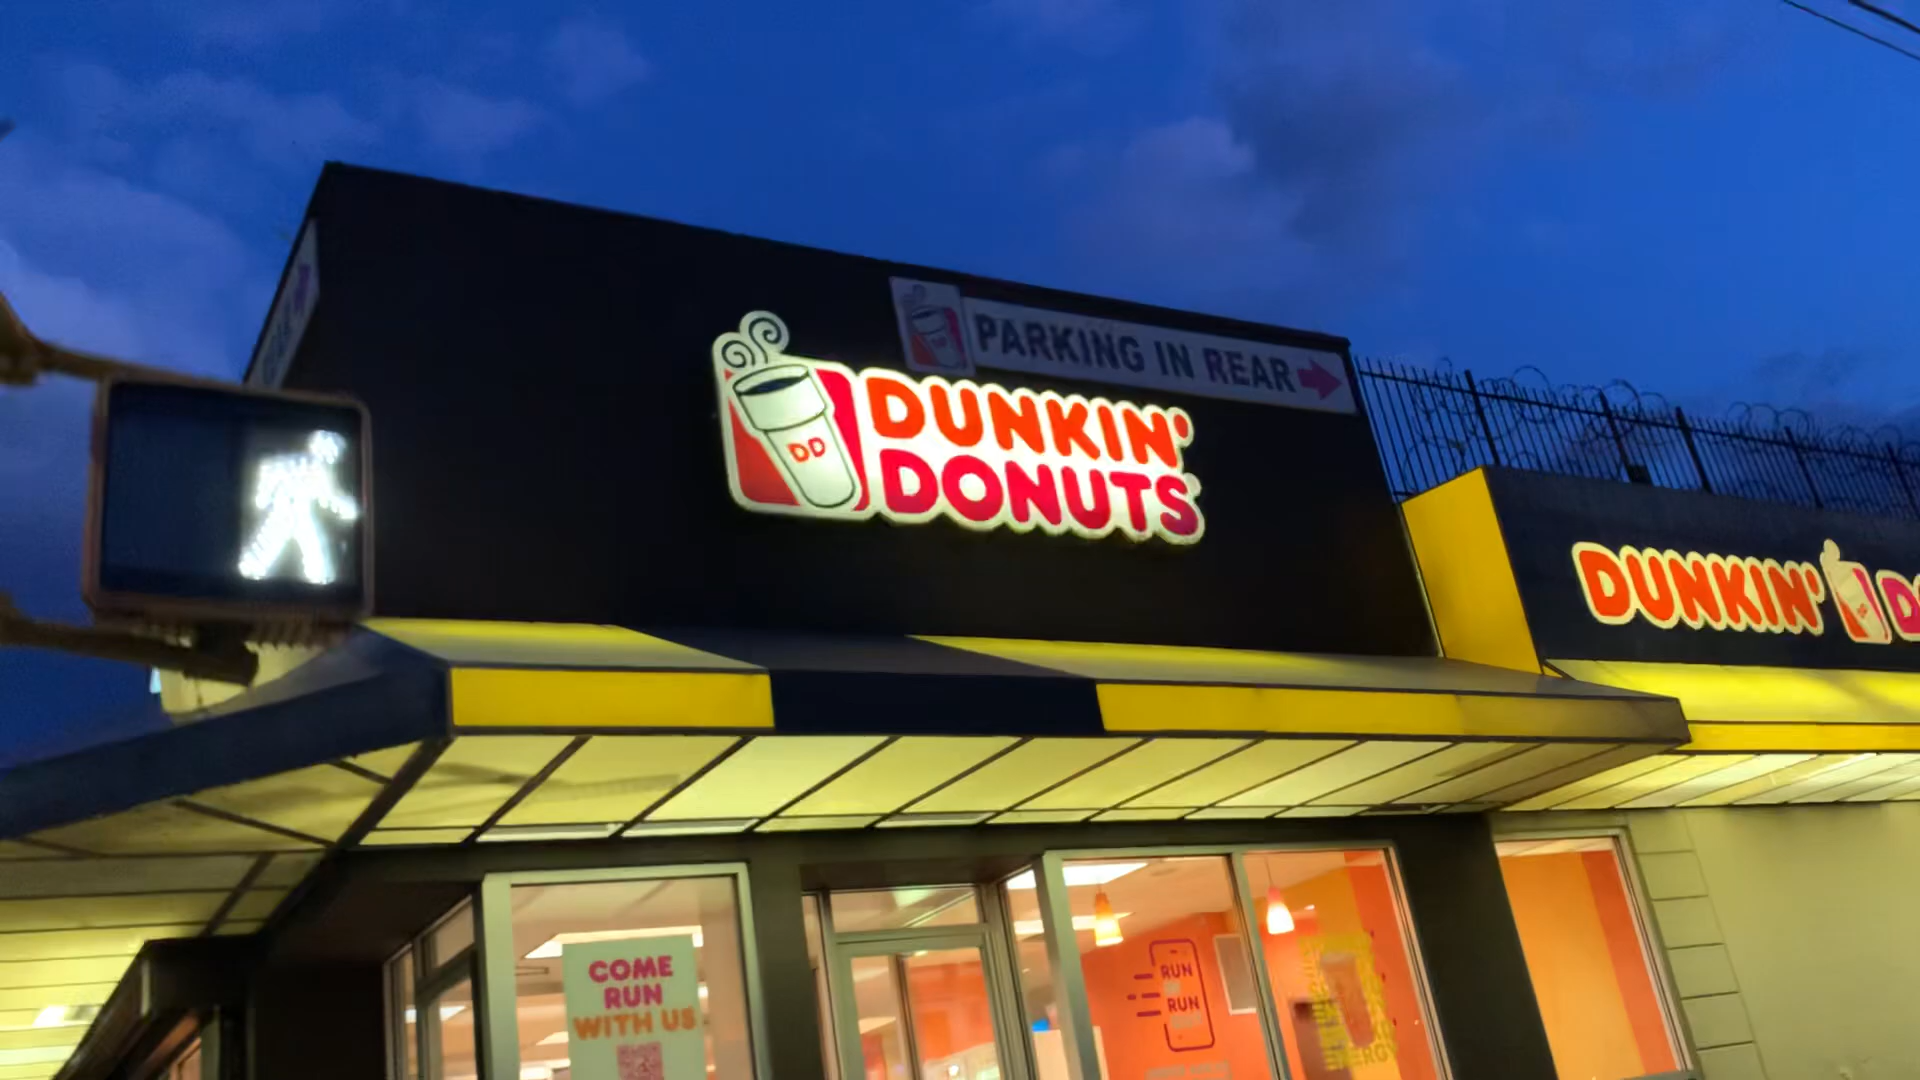 PARKING IN REAR
DUNKIN'
DONUTS
DD
DUNKIN'
COME
RUN
WITH US
RUN
RUN